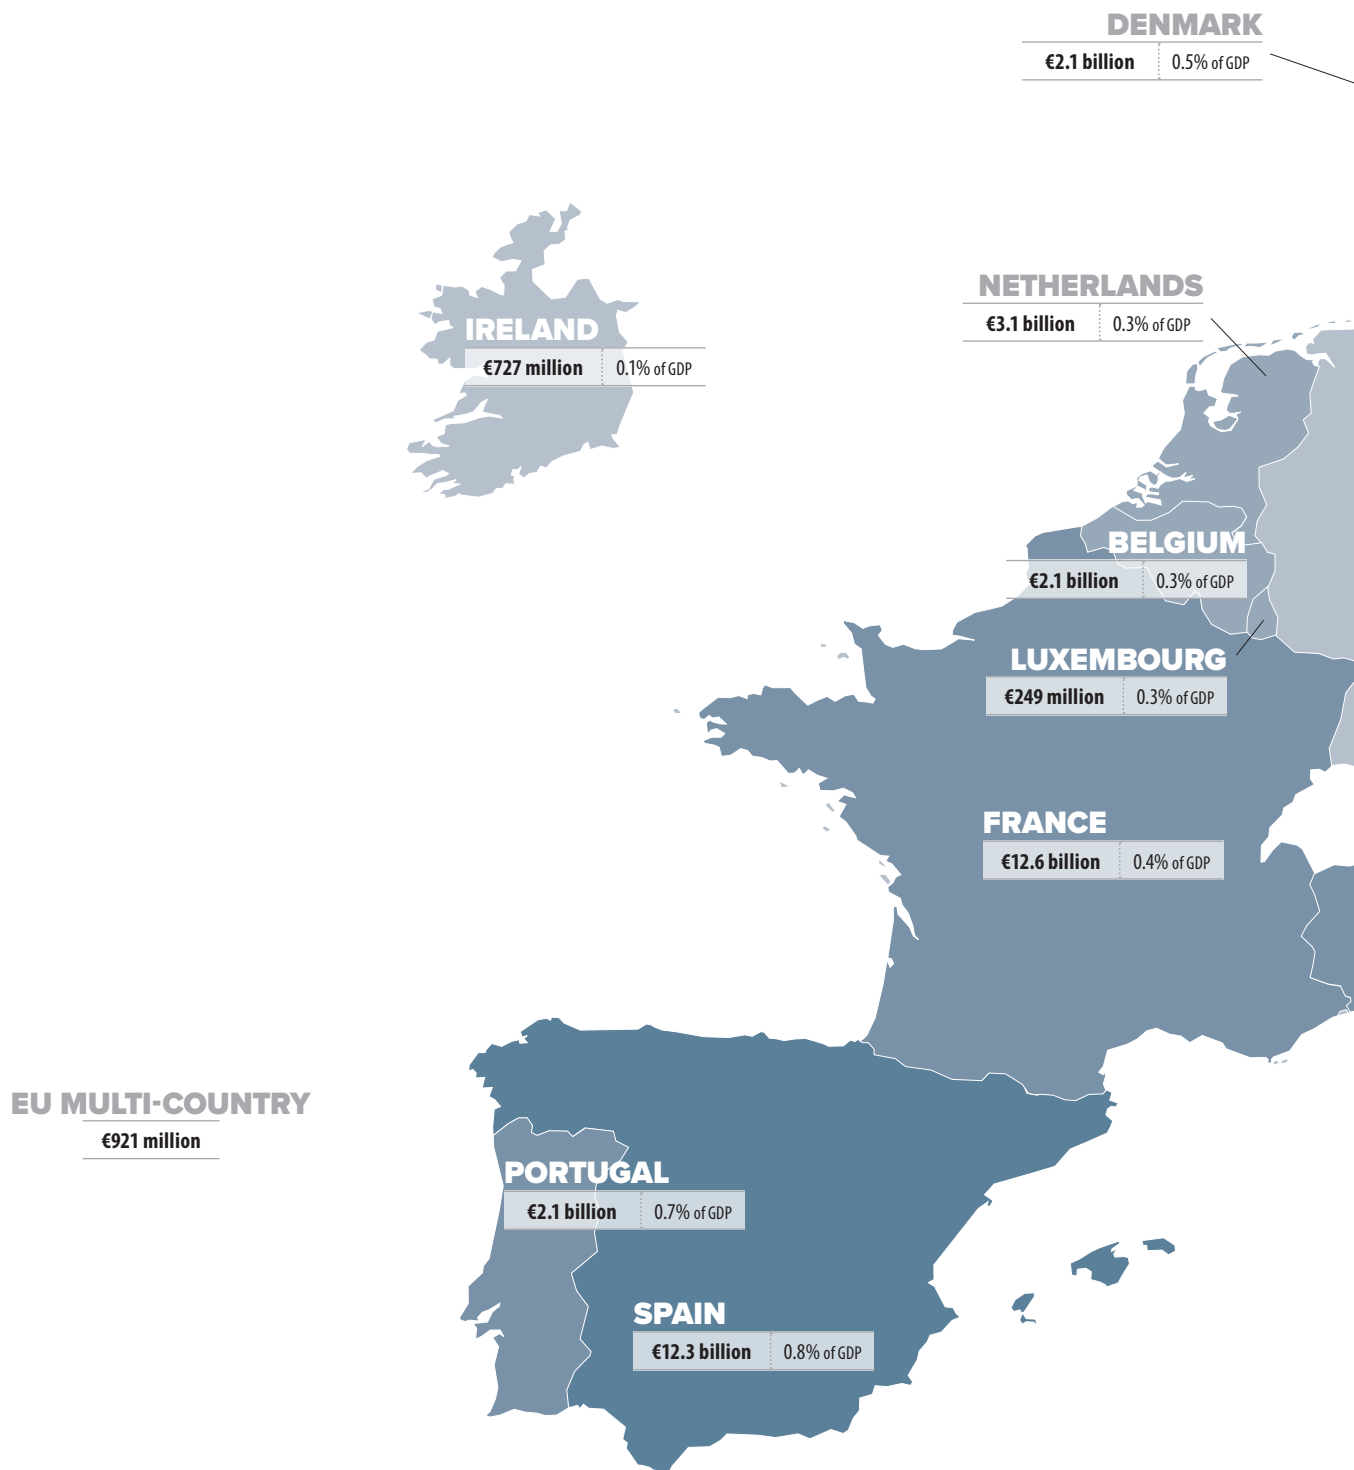 DENMARK
€2.1 billion 0.5% of GDP
NETHERLANDS
€3.1 billion 0.3% of GDP
IRELAND
€727 million 0.1% of GDP
BELGIUM
€2.1 billion 0.3% of GDP
LUXEMBOURG
€249 million 0.3% of GDP
FRANCE
€12.6 billion 0.4% of GDP
EU MULTI-COUNTRY
€921 million
PORTUGAL
€2.1 billion 0.7% of GDP
SPAIN
€12.3 billion 0.8% of GDP